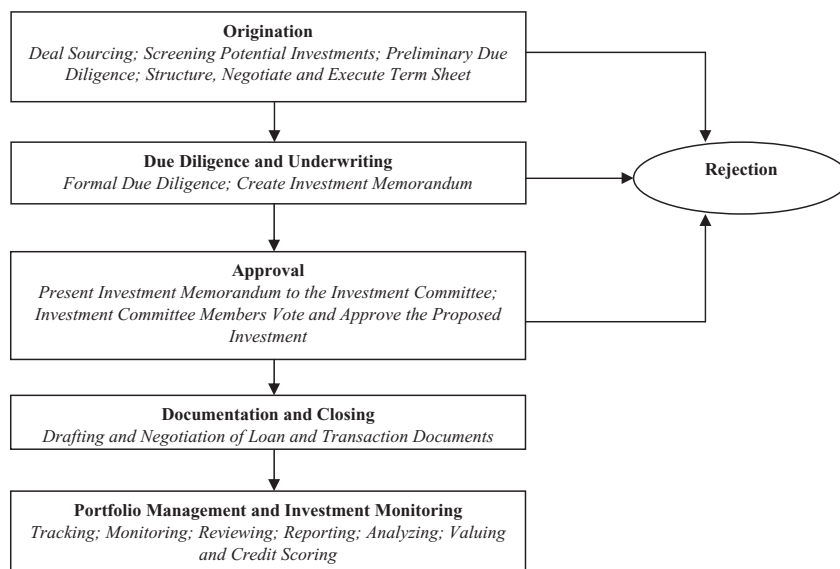 Origination
Deal Sourcing; Screening Potential Investments; Preliminary Due
Diligence; Structure, Negotiate and Execute Term Sheet
Due Diligence and Underwriting
Formal Due Diligence; Create Investment Memorandum
Rejection
Approval
Present Investment Memorandum to the Investment Committee;
Investment Committee Members Vote and Approve the Proposed
Investment
Documentation and Closing
Drafting and Negotiation of Loan and Transaction Documents
Portfolio Management and Investment Monitoring
Tracking; Monitoring; Reviewing; Reporting; Analyzing; Valuing
and Credit Scoring